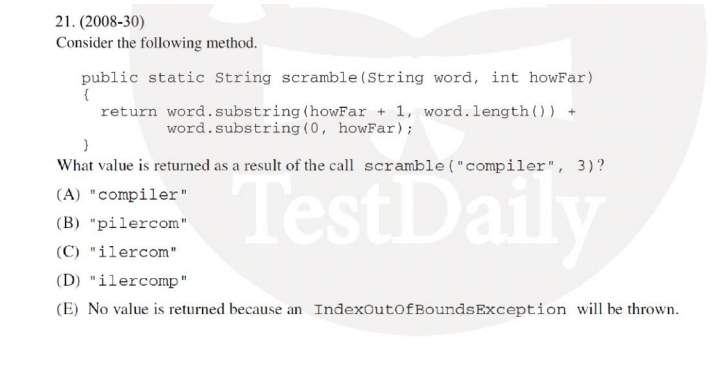 21. (2008-30)
Consider the following method.
public static String scramble(String word, int howFar)
{
return word.substring(howFar + 1, word.length()) +
word.substring(0, howFar);
}
What value is returned as a result of the call scramble("compiler", 3)?
(A) "compiler"
(B) "pilercom"
(C) "ilercom"
(D) "ilercomp"
(E) No value is returned because an IndexOutOfBoundsException will be thrown.
TestDaily